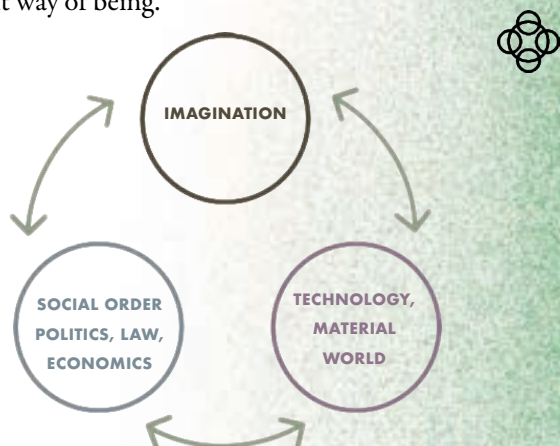 way of being.
IMAGINATION
SOCIAL ORDER
POLITICS, LAW,
ECONOMICS
TECHNOLOGY,
MATERIAL
WORLD